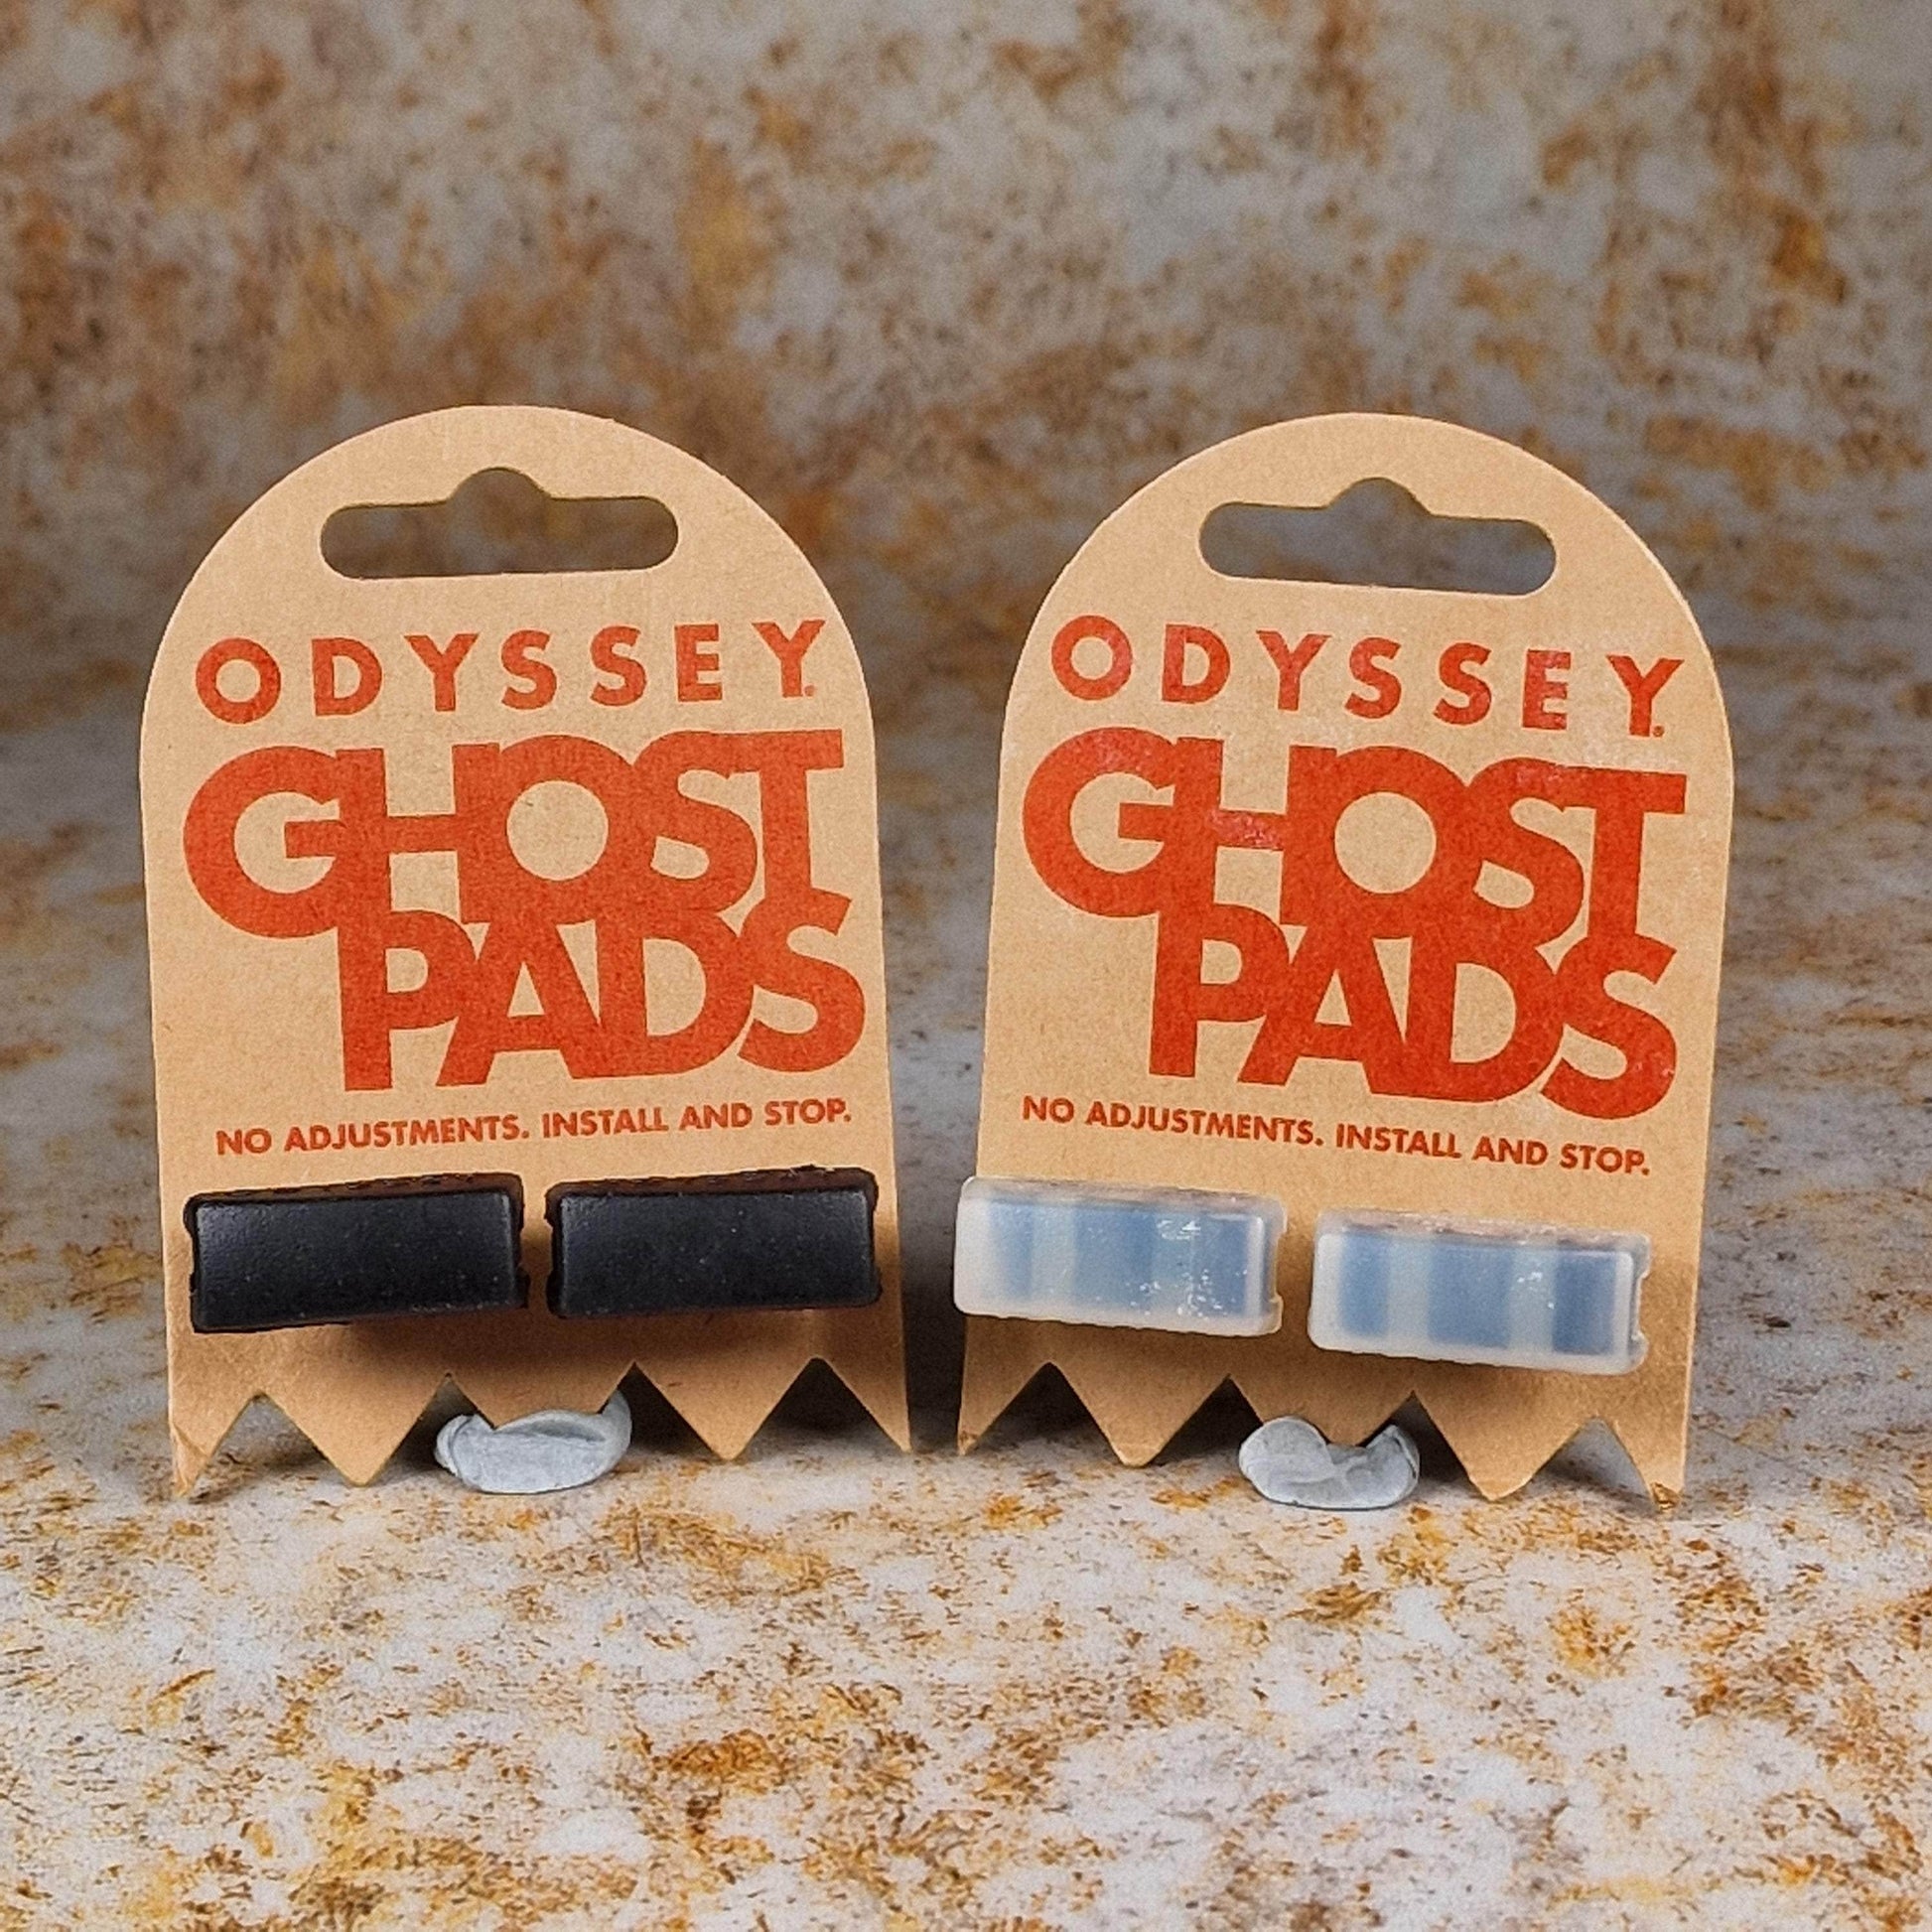 ODYSSEY
GHOST
PADS
NO ADJUSTMENTS. INSTALL AND STOP.
ODYSSEY
GHOST
PADS
NO ADJUSTMENTS. INSTALL AND STOP.